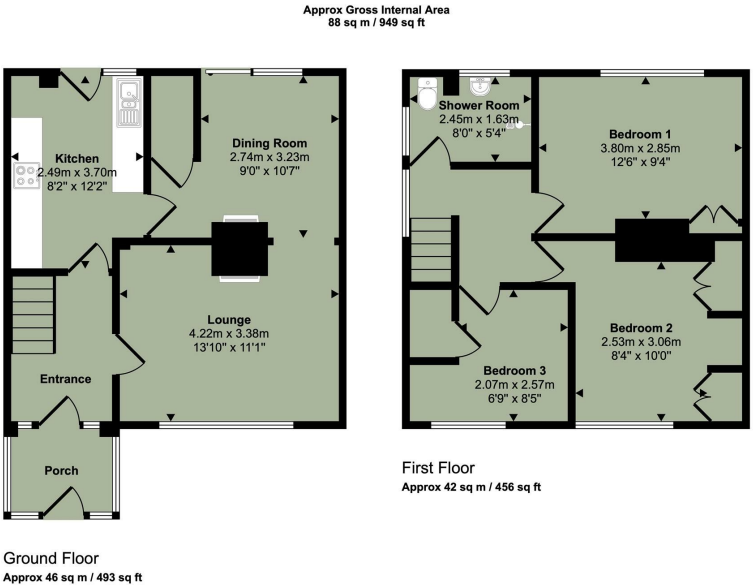 Approx Gross Internal Area
88 sq m / 949 sq ft
Kitchen
2.49m x 3.70m
8'2" x 12'2"
Dining Room
2.74m x 3.23m
9'0" x 10'7"
Lounge
4.22m x 3.38m
13'10" x 11'1"
Entrance
Porch
Ground Floor
Approx 46 sq m / 493 sq ft
Shower Room
2.45m x 1.63m
8'0" x 5'4"
Bedroom 1
3.80m x 2.85m
12'6" x 9'4"
Bedroom 2
2.53m x 3.06m
8'4" x 10'0"
Bedroom 3
2.07m x 2.57m
6'9" x 8'5"
First Floor
Approx 42 sq m / 456 sq ft